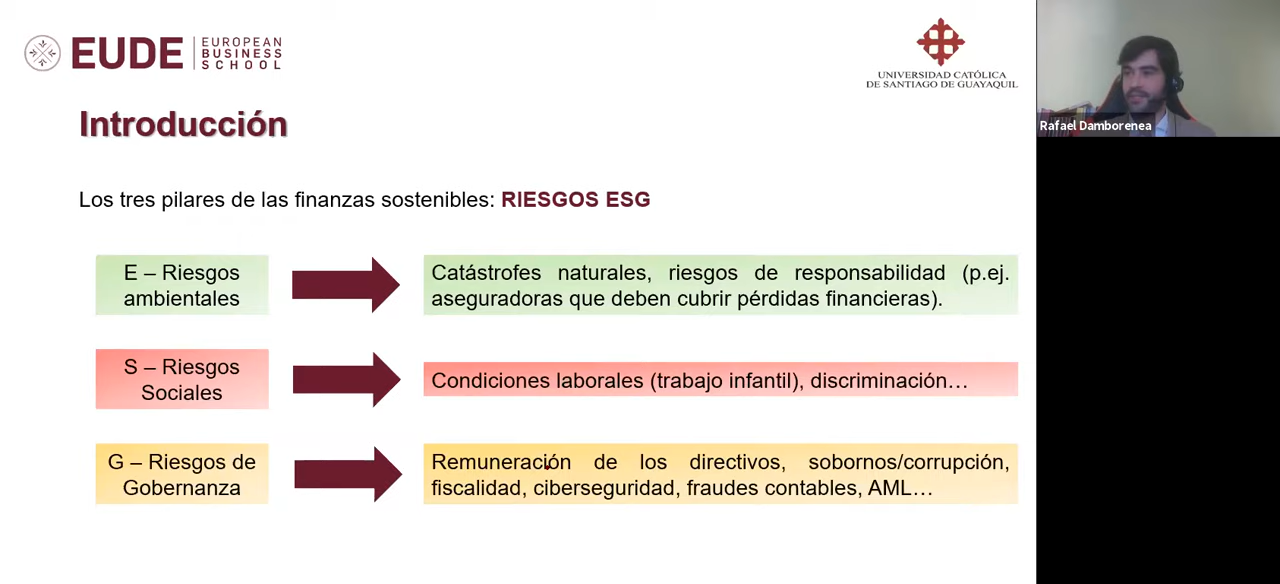 EUDE
EUROPEAN
BUSINESS
SCHOOL
UNIVERSIDAD CATÓLICA
DE SANTIAGO DE GUAYAQUIL
Rafael Damborenea
Introducción
Los tres pilares de las finanzas sostenibles: RIESGOS ESG
E – Riesgos
ambientales
Catástrofes naturales, riesgos de responsabilidad (p.ej.
aseguradoras que deben cubrir pérdidas financieras).
S – Riesgos
Sociales
Condiciones laborales (trabajo infantil), discriminación…
G – Riesgos de
Gobernanza
Remuneración de los directivos, sobornos/corrupción,
fiscalidad, ciberseguridad, fraudes contables, AML…